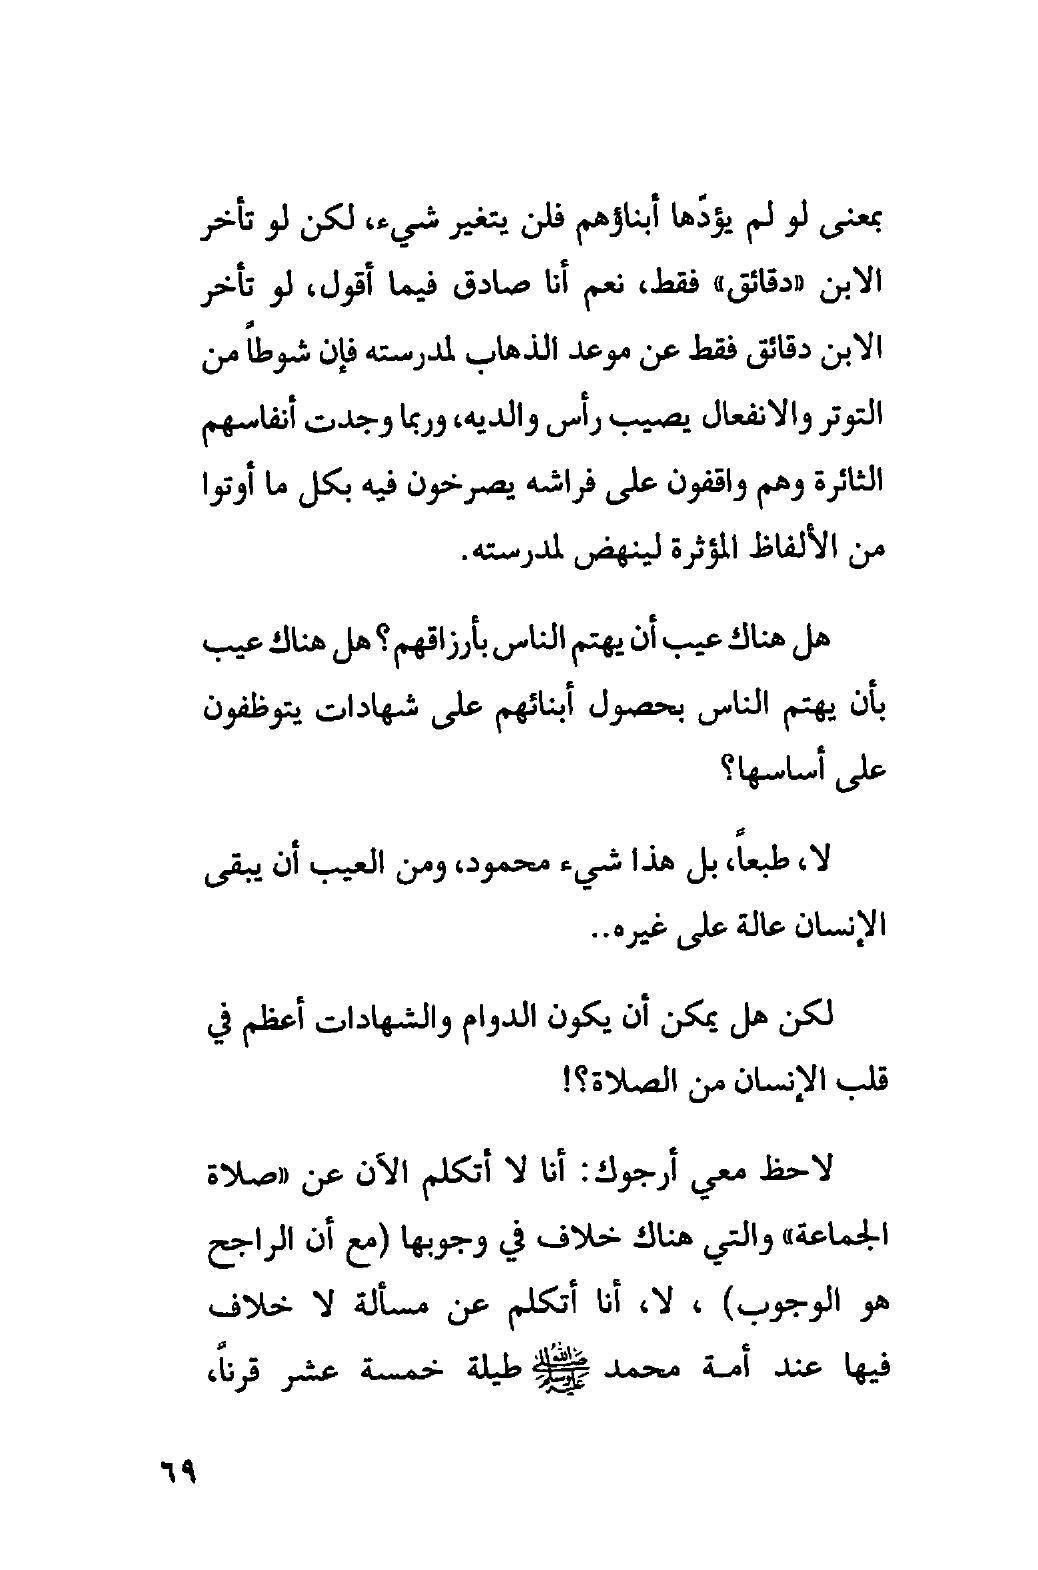 بمعنى لو لم يؤدّها أبناؤهم فلن يتغير شيء، لكن لو تأخر
الابن «دقائق» فقط، نعم أنا صادق فيما أقول، لو تأخر
الابن دقائق فقط عن موعد الذهاب لمدرسته فإن شوطاً من
التوتر والانفعال يصيب رأس والديه، وربما وجدت أنفاسهم
الثائرة وهم واقفون على فراشه يصرخون فيه بكل ما أوتوا
من الألفاظ المؤثرة لينهض لمدرسته.
هل هناك عيب أن يهتم الناس بأرزاقهم؟ هل هناك عيب
بأن يهتم الناس بحصول أبنائهم على شهادات يتوظفون
على أساسها؟
لا، طبعاً، بل هذا شيء محمود، ومن العيب أن يبقى
الإنسان عالة على غيره..
لكن هل يمكن أن يكون الدوام والشهادات أعظم في
قلب الإنسان من الصلاة؟!
لاحظ معي أرجوك: أنا لا أتكلم الآن عن «صلاة
الجماعة» والتي هناك خلاف في وجوبها (مع أن الراجح
هو الوجوب) ، لا، أنا أتكلم عن مسألة لا خلاف
فيها عند أمة محمد ﷺ طيلة خمسة عشر قرناً،
٦٩